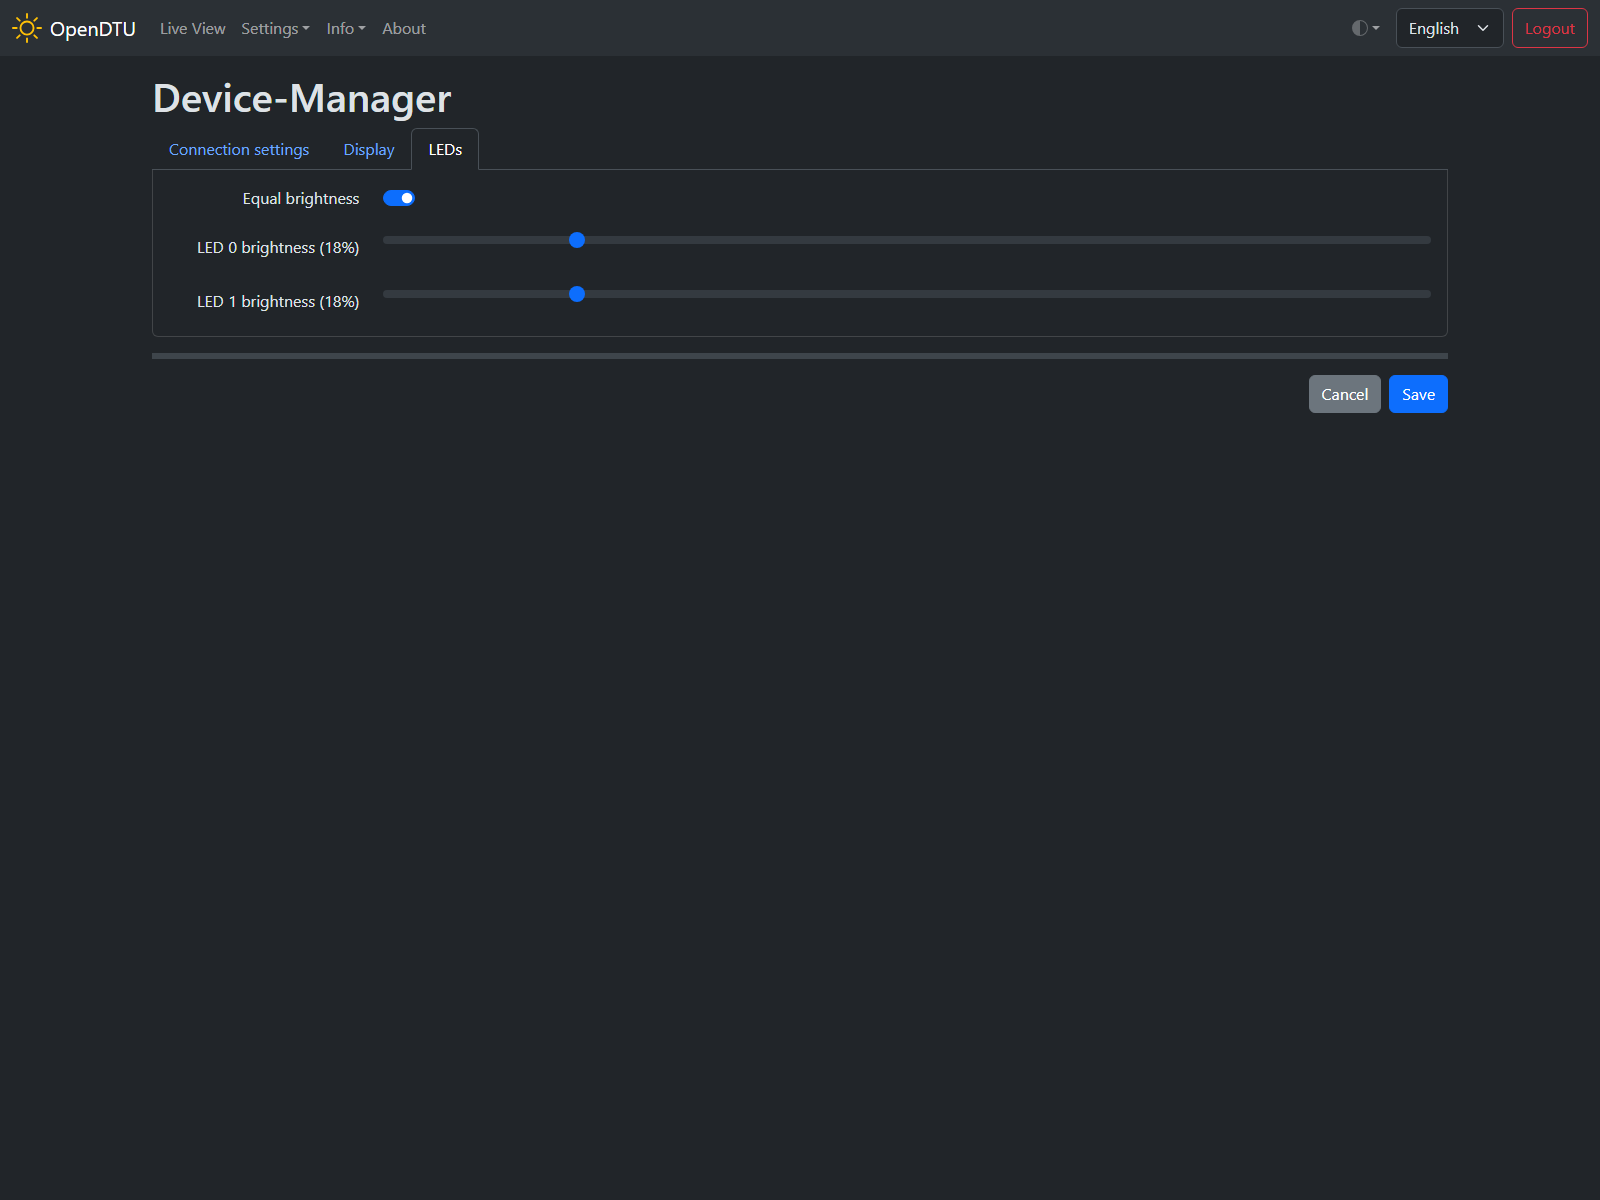 OpenDTU Live View Settings Info About English Logout
Device-Manager
Connection settings Display LEDs
Equal brightness
LED 0 brightness (18%)
LED 1 brightness (18%)
Cancel Save